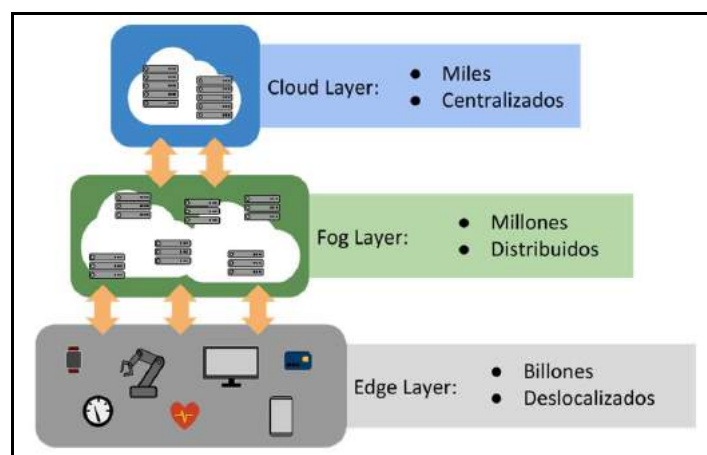 Cloud Layer:
● Miles
● Centralizados
Fog Layer:
● Millones
● Distribuidos
Edge Layer:
● Billones
● Deslocalizados